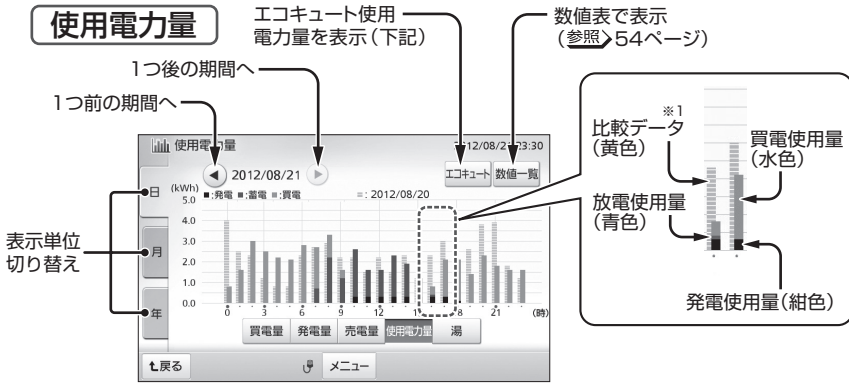 使用電力量
エコキュート使用
電力量を表示(下記)
数値表で表示
(参照 54ページ)
1つ後の期間へ
1つ前の期間へ
使用電力量
2012/08/21
エコキュート
数値一覧
日
月
年
(kWh)
■:発電 ■:蓄電 ■:買電
: 2012/08/20
5.0
4.0
3.0
2.0
1.0
0.0
0 3 6 9 12 21 (時)
買電量
発電量
売電量
使用電力量
湯
戻る
メニュー
表示単位
切り替え
※1
比較データ
(黄色)
買電使用量
(水色)
放電使用量
(青色)
発電使用量(紺色)